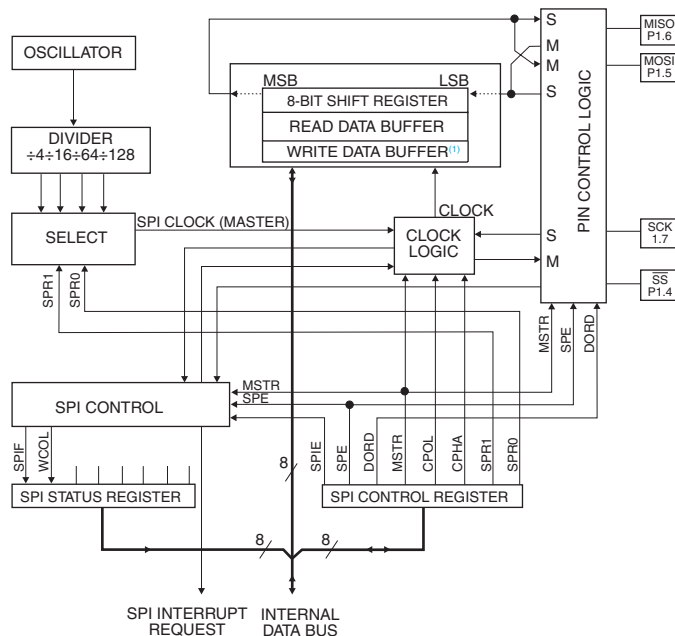 OSCILLATOR
DIVIDER
÷4÷16÷64÷128
SELECT
SPI CLOCK (MASTER)
SPR1
SPR0
MSB
LSB
8-BIT SHIFT REGISTER
READ DATA BUFFER
WRITE DATA BUFFER(1)
CLOCK
CLOCK
LOGIC
S
M
M
S
S
M
PIN CONTROL LOGIC
MISO
P1.6
MOSI
P1.5
SCK
1.7
SS
P1.4
MSTR
SPE
DORD
SPI CONTROL
MSTR
SPE
SPIF
WCOL
SPI STATUS REGISTER
8
SPIE
SPE
DORD
MSTR
CPOL
CPHA
SPR1
SPR0
SPI CONTROL REGISTER
8
8
SPI INTERRUPT
REQUEST
INTERNAL
DATA BUS